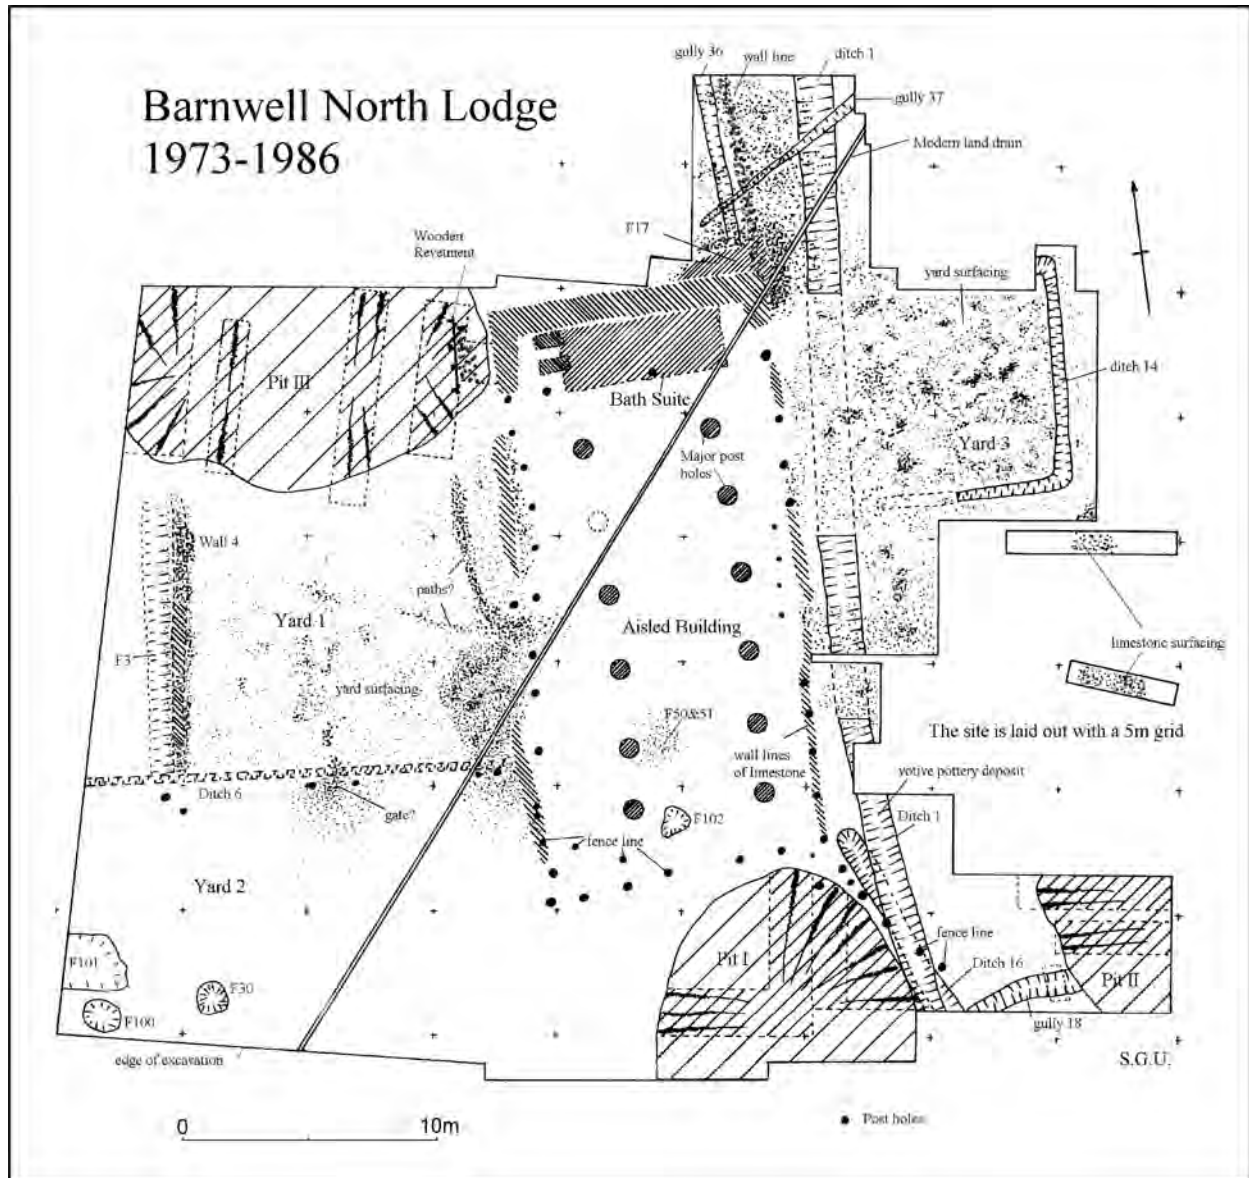 Barnwell North Lodge
1973-1986
gully 36
wall line
ditch 1
gully 37
Modern land drain
F17
Wooden
Revetment
yard surfacing
ditch 14
Pit III
Bath Suite
Yard 3
Major post
holes
Wall 4
paths?
Yard 1
Aisled Building
limestone surfacing
F3
yard surfacing
F50&51
The site is laid out with a 5m grid
wall lines
of limestone
votive pottery deposit
Ditch 6
gate?
F102
Ditch 1
fence line
Yard 2
fence line
F101
Pit I
Ditch 16
Pit II
F30
F100
gully 18
edge of excavation
S.G.U.
0
10m
Post holes